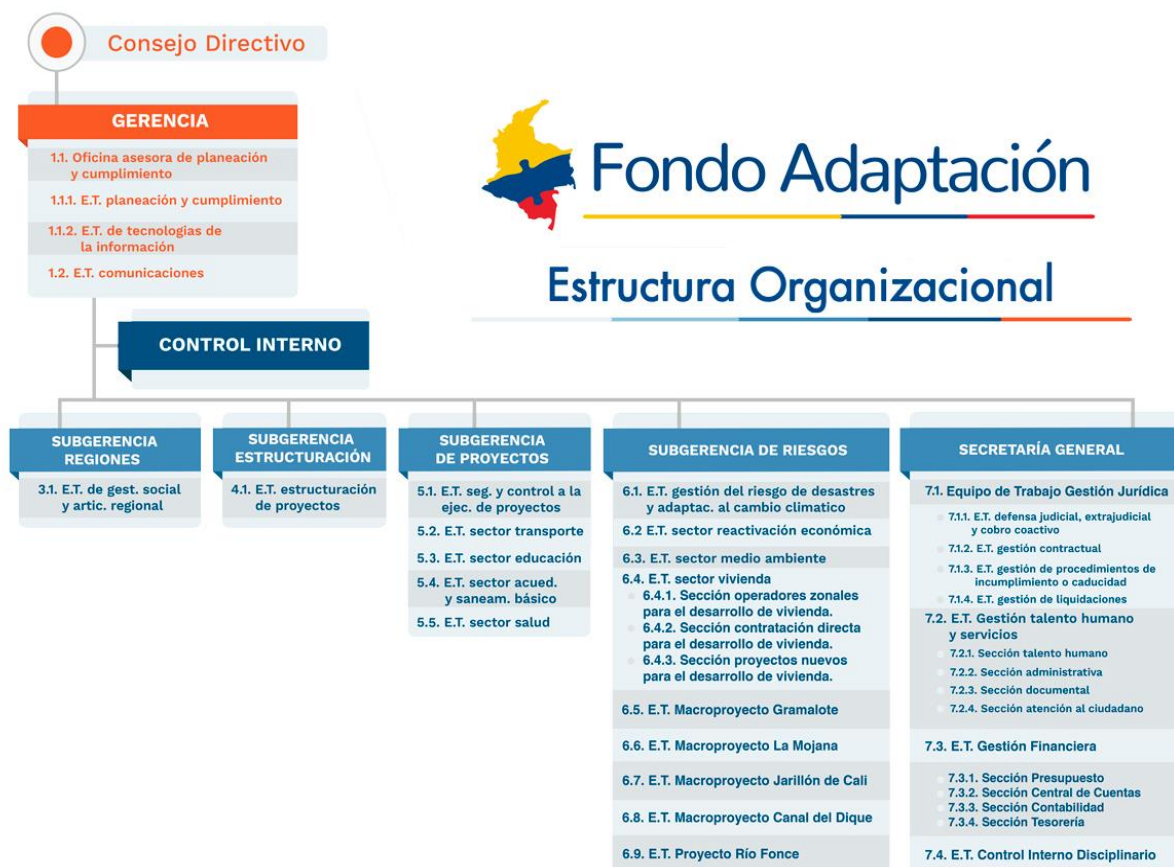 Consejo Directivo
GERENCIA
1.1. Oficina asesora de planeación
y cumplimiento
1.1.1. E.T. planeación y cumplimiento
1.1.2. E.T. de tecnologias de
la información
1.2. E.T. comunicaciones
Fondo Adaptación
Estructura Organizacional
CONTROL INTERNO
SUBGERENCIA
REGIONES
3.1. E.T. de gest. social
y artic. regional
SUBGERENCIA
ESTRUCTURACIÓN
4.1. E.T. estructuración
de proyectos
SUBGERENCIA
DE PROYECTOS
5.1. E.T. seg. y control a la
ejec. de proyectos
5.2. E.T. sector transporte
5.3. E.T. sector educación
5.4. E.T. sector acued.
y saneam. básico
5.5. E.T. sector salud
SUBGERENCIA DE RIESGOS
6.1. E.T. gestión del riesgo de desastres
y adaptac. al cambio climatico
6.2 E.T. sector reactivación económica
6.3. E.T. sector medio ambiente
6.4. E.T. sector vivienda
6.4.1. Sección operadores zonales
para el desarrollo de vivienda.
6.4.2. Sección contratación directa
para el desarrollo de vivienda.
6.4.3. Sección proyectos nuevos
para el desarrollo de vivienda.
6.5. E.T. Macroproyecto Gramalote
6.6. E.T. Macroproyecto La Mojana
6.7. E.T. Macroproyecto Jarillón de Cali
6.8. E.T. Macroproyecto Canal del Dique
6.9. E.T. Proyecto Río Fonce
SECRETARÍA GENERAL
7.1. Equipo de Trabajo Gestión Jurídica
7.1.1. E.T. defensa judicial, extrajudicial
y cobro coactivo
7.1.2. E.T. gestión contractual
7.1.3. E.T. gestión de procedimientos de
incumplimiento o caducidad
7.1.4. E.T. gestión de liquidaciones
7.2. E.T. Gestión talento humano
y servicios
7.2.1. Sección talento humano
7.2.2. Sección administrativa
7.2.3. Sección documental
7.2.4. Sección atención al ciudadano
7.3. E.T. Gestión Financiera
7.3.1. Sección Presupuesto
7.3.2. Sección Central de Cuentas
7.3.3. Sección Contabilidad
7.3.4. Sección Tesorería
7.4. E.T. Control Interno Disciplinario